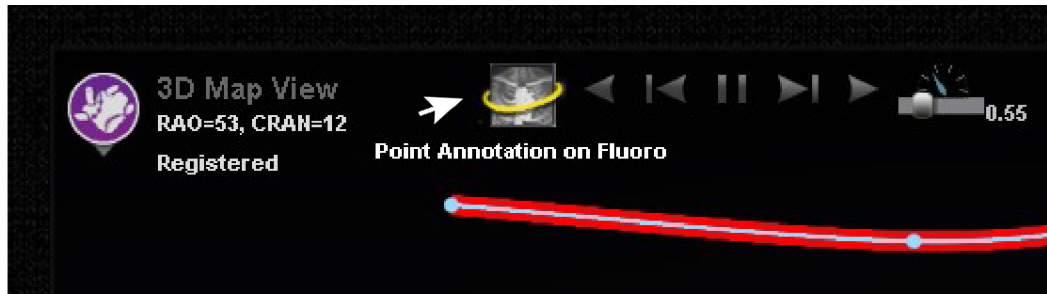 3D Map View
RAO=53, CRAN=12
Registered
Point Annotation on Fluoro
0.55